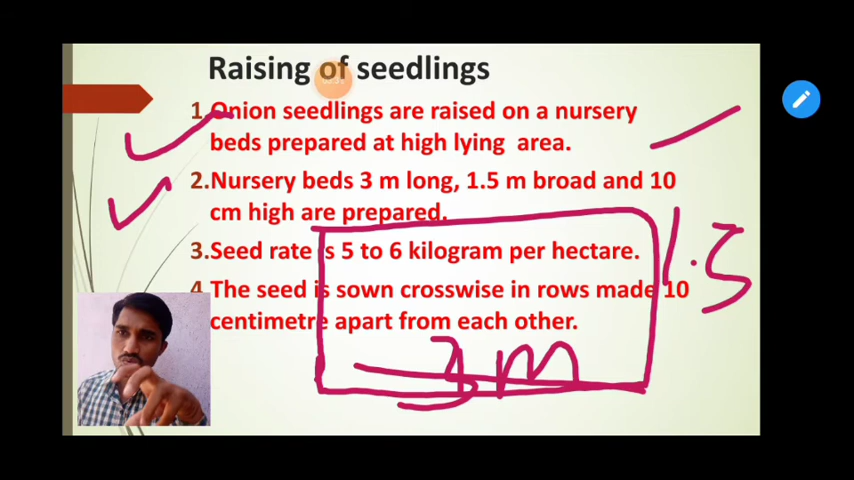 Raising of seedlings
1.Onion seedlings are raised on a nursery
beds prepared at high lying area.
2.Nursery beds 3 m long, 1.5 m broad and 10
cm high are prepared.
3.Seed rate is 5 to 6 kilogram per hectare.
4.The seed is sown crosswise in rows made 10
centimetre apart from each other.
1.5
3 m